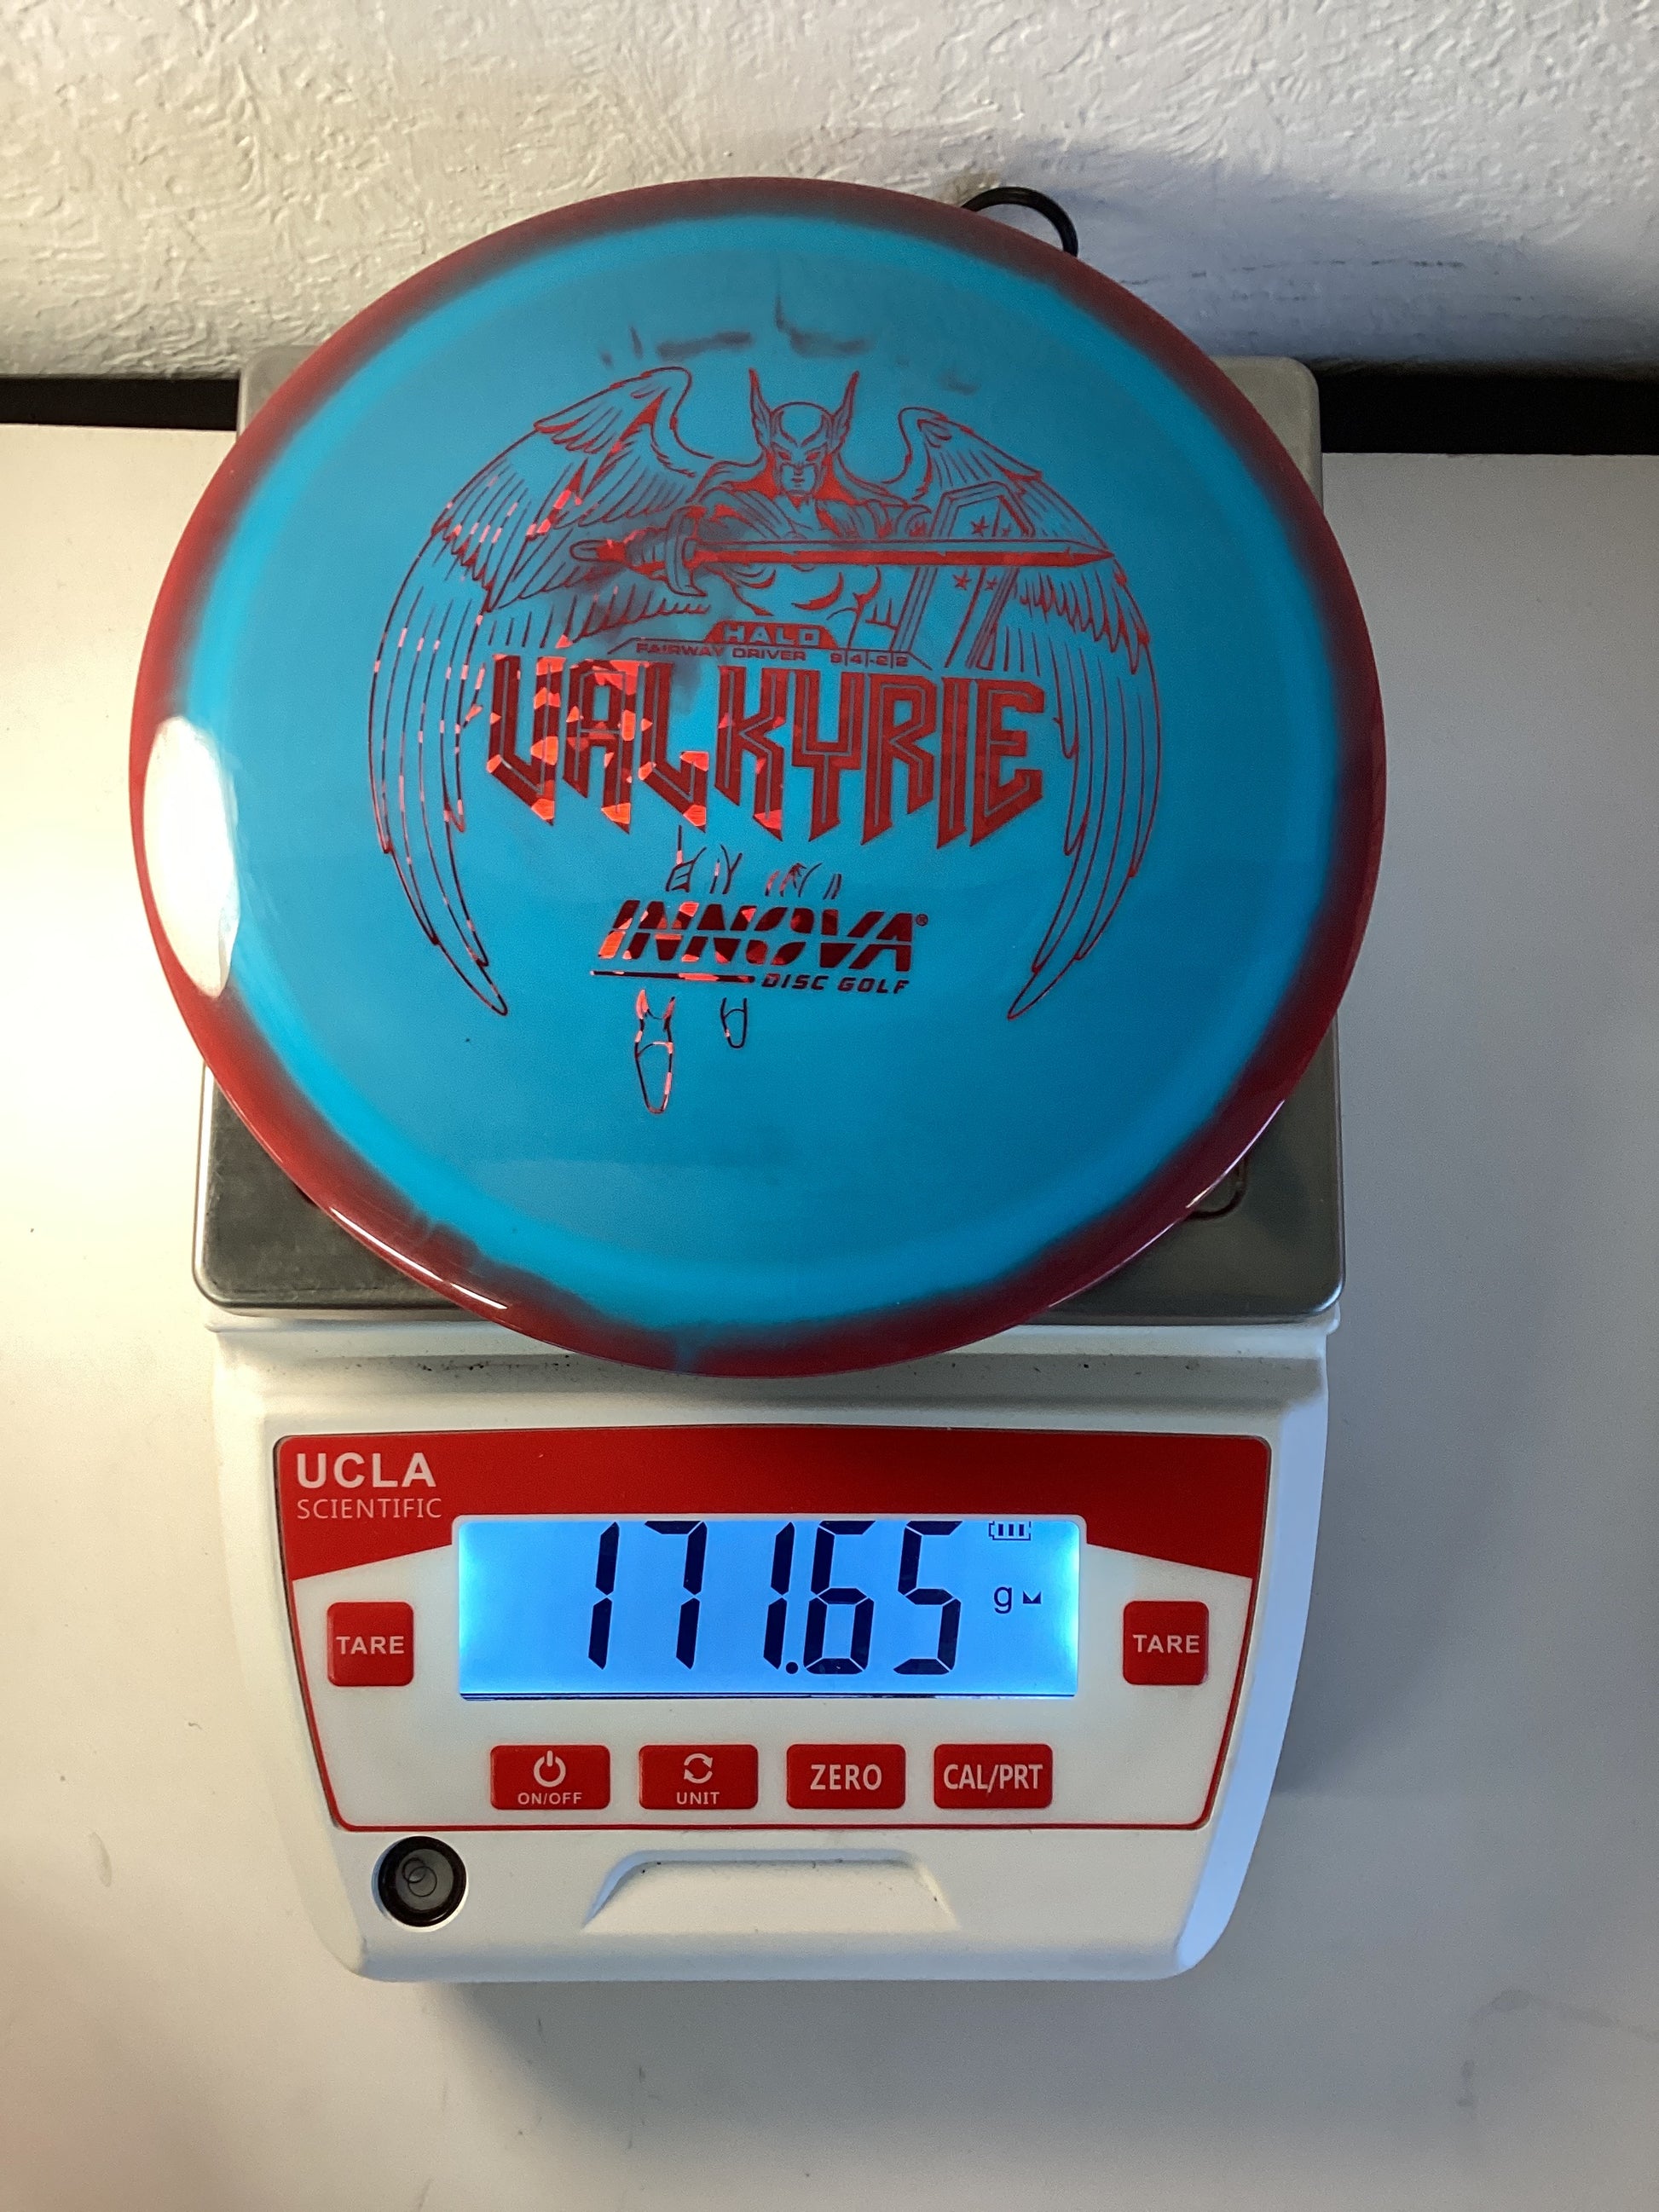 HALO
FAIRWAY DRIVER 9|4|-2|2
VALKYRIE
INNOVA®
DISC GOLF
UCLA
SCIENTIFIC
171.65 g
TARE
TARE
ON/OFF
UNIT
ZERO
CAL/PRT